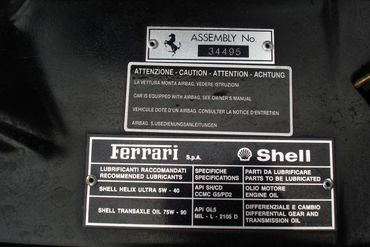 ASSEMBLY No.
34495
ATTENZIONE - CAUTION - ATTENTION - ACHTUNG
LA VETTURA MONTA AIRBAG. VEDERE ISTRUZIONI
CAR IS EQUIPPED WITH AIRBAG. SEE OWNER'S MANUAL
VEHICULE DOTE D'UN AIRBAG. CONSULTER LA NOTICE D'ENTRETIEN
AIRBAG. S.UBEDIENUNGSANLEITUNGEN
Ferrari S.p.A. Shell
LUBRIFICANTI RACCOMANDATI SPECIFICHE PARTI DA LUBRIFICARE
RECOMMENDED LUBRICANTS SPECIFICATIONS PARTS TO BE LUBRICATED
SHELL HELIX ULTRA 5W - 40 API SH/CD OLIO MOTORE
CCMC G5/PD2 ENGINE OIL
SHELL TRANSAXLE OIL 75W - 90 API GL5 DIFFERENZIALE E CAMBIO
MIL - L - 2105 D DIFFERENTIAL GEAR AND
TRANSMISSION OIL